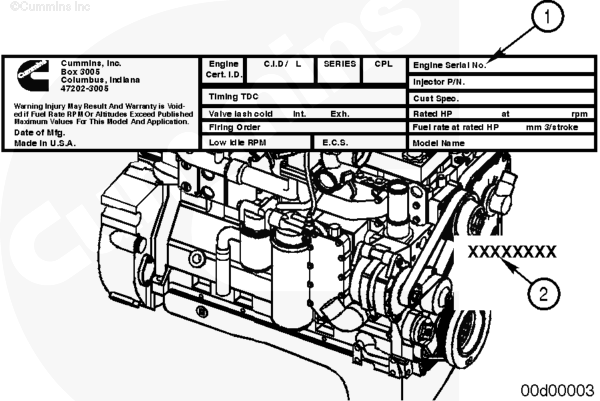 ©Cummins Inc.
1
Cummins, Inc.
Box 3005
Columbus, Indiana
47202-3005
Warning Injury May Result And Warranty is Void-
ed if Fuel Rate RPM Or Altitudes Exceed Published
Maximum Values For This Model And Application.
Date of Mfg.
Made In U.S.A.
Engine
Cert. I.D.
C.I.D/ L
SERIES
CPL
Engine Serial No.
Injector P/N.
Timing TDC
Cust Spec.
Valve lash cold Int. Exh.
Rated HP at rpm
Firing Order
Fuel rate at rated HP mm 3/stroke
Low Idle RPM
E.C.S.
Model Name
XXXXXXXX
2
00d00003